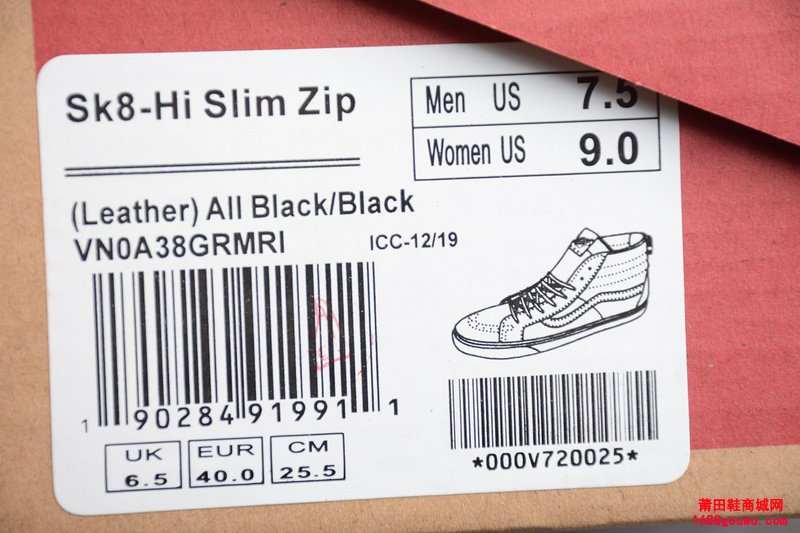 Sk8-Hi Slim Zip
Men US 7.5
Women US 9.0
(Leather) All Black/Black
VN0A38GRMRI
ICC-12/19
1 90284 91991 1
*000V720025*
UK
6.5
EUR
40.0
CM
25.5
莆田鞋商城网
1688gouwu.com